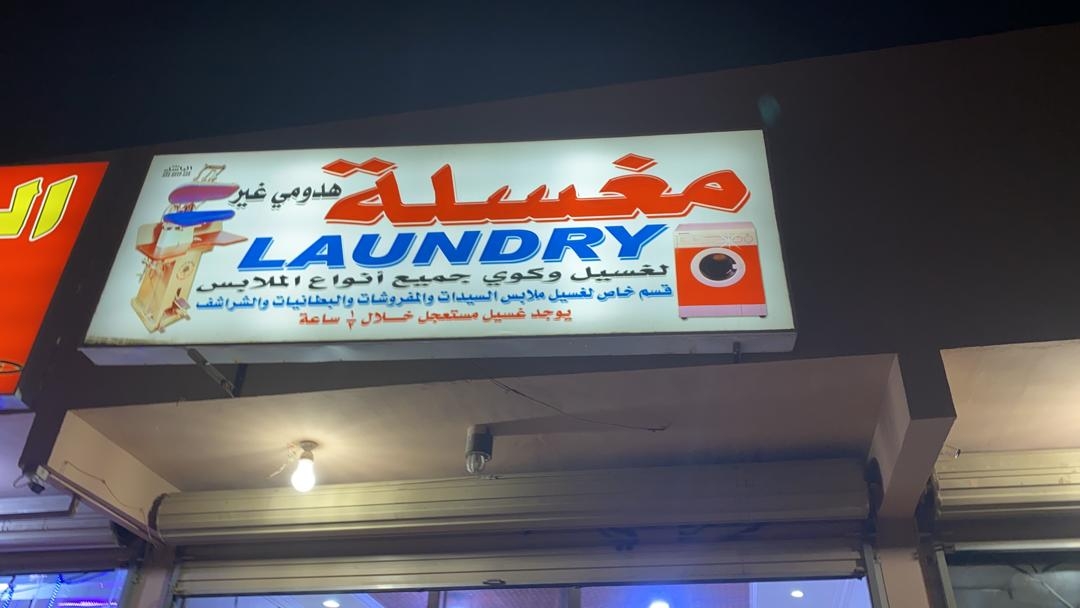 مغسلة
هدومي غير
LAUNDRY
لغسيل وكوي جميع أنواع الملابس
قسم خاص لغسيل ملابس السيدات والمفروشات والبطانيات والشراشف
يوجد غسيل مستعجل خلال ½ ساعة
الـ